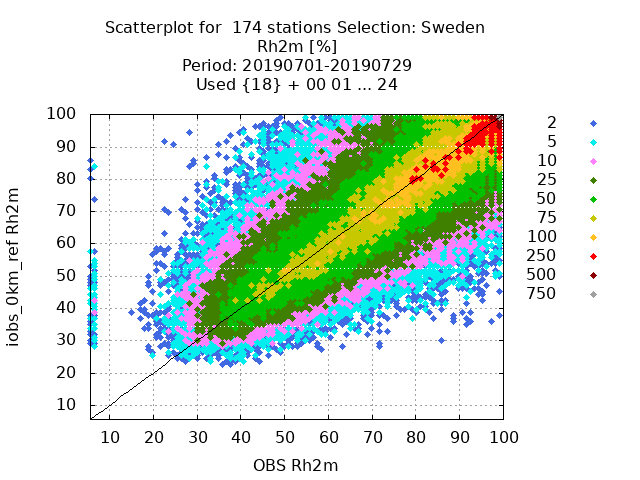 Scatterplot for  174 stations Selection: Sweden
Rh2m [%]
Period: 20190701-20190729
Used {18} + 00 01 ... 24
100
90
80
70
60
50
40
30
20
10
iobs_0km_ref Rh2m
10 20 30 40 50 60 70 80 90 100
OBS Rh2m
2
5
10
25
50
75
100
250
500
750